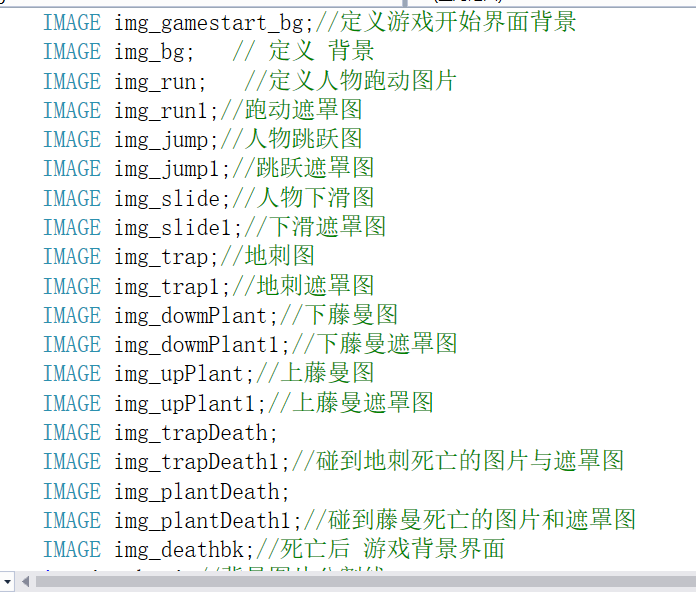 IMAGE img_gamestart_bg;//定义游戏开始界面背景
IMAGE img_bg;   // 定义 背景
IMAGE img_run;   //定义人物跑动图片
IMAGE img_run1;//跑动遮罩图
IMAGE img_jump;//人物跳跃图
IMAGE img_jump1;//跳跃遮罩图
IMAGE img_slide;//人物下滑图
IMAGE img_slide1;//下滑遮罩图
IMAGE img_trap;//地刺图
IMAGE img_trap1;//地刺遮罩图
IMAGE img_dowmPlant;//下藤曼图
IMAGE img_dowmPlant1;//下藤曼遮罩图
IMAGE img_upPlant;//上藤曼图
IMAGE img_upPlant1;//上藤曼遮罩图
IMAGE img_trapDeath;
IMAGE img_trapDeath1;//碰到地刺死亡的图片与遮罩图
IMAGE img_plantDeath;
IMAGE img_plantDeath1;//碰到藤曼死亡的图片和遮罩图
IMAGE img_deathbk;//死亡后 游戏背景界面